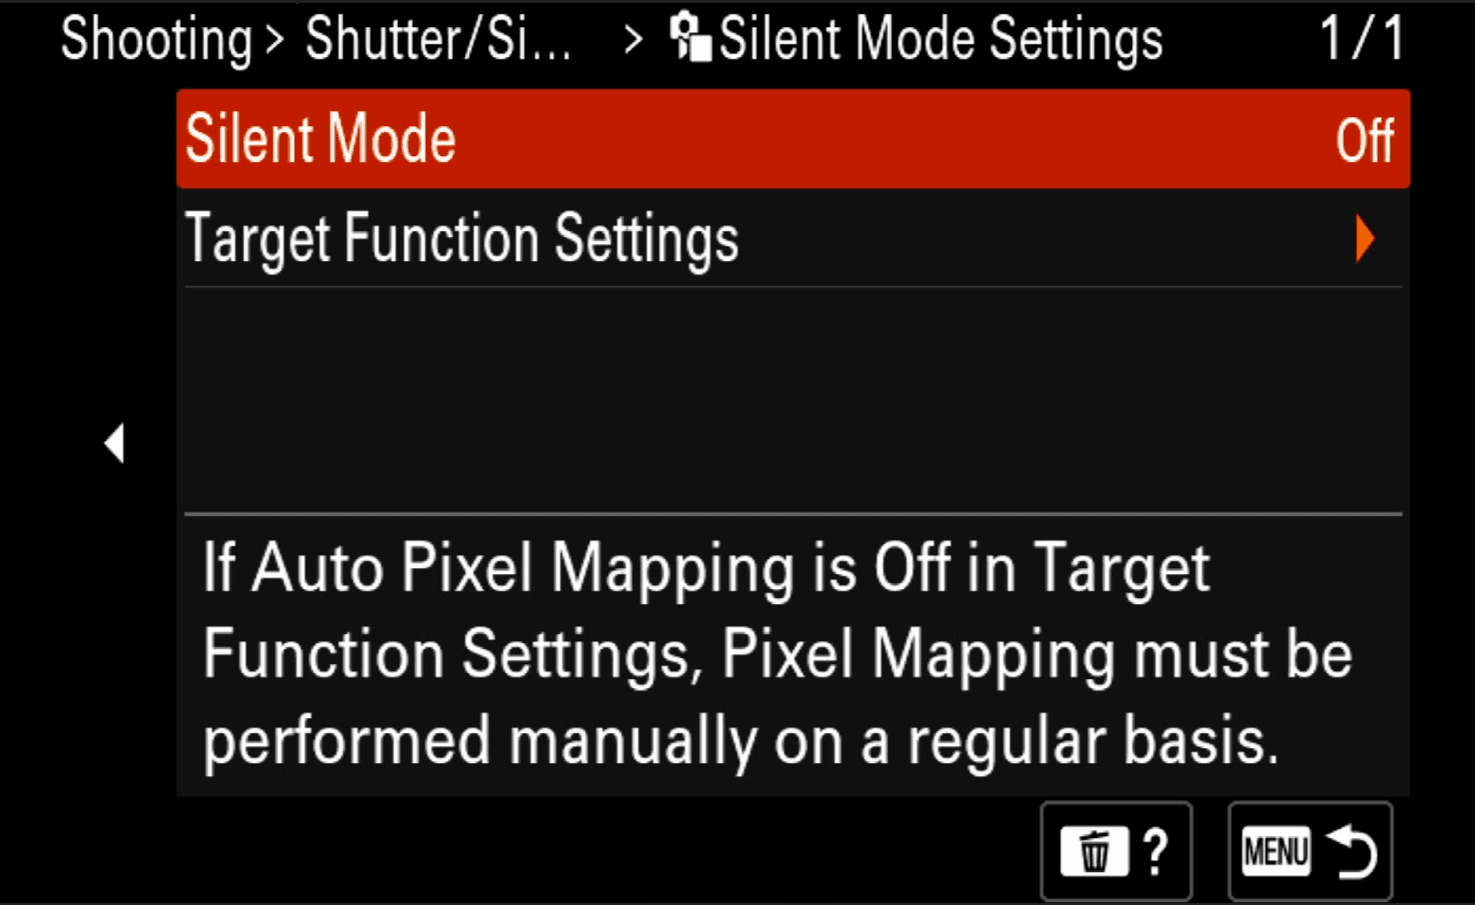 Shooting > Shutter/Si... > Silent Mode Settings 1/1
Silent Mode Off
Target Function Settings
If Auto Pixel Mapping is Off in Target
Function Settings, Pixel Mapping must be
performed manually on a regular basis.
? MENU